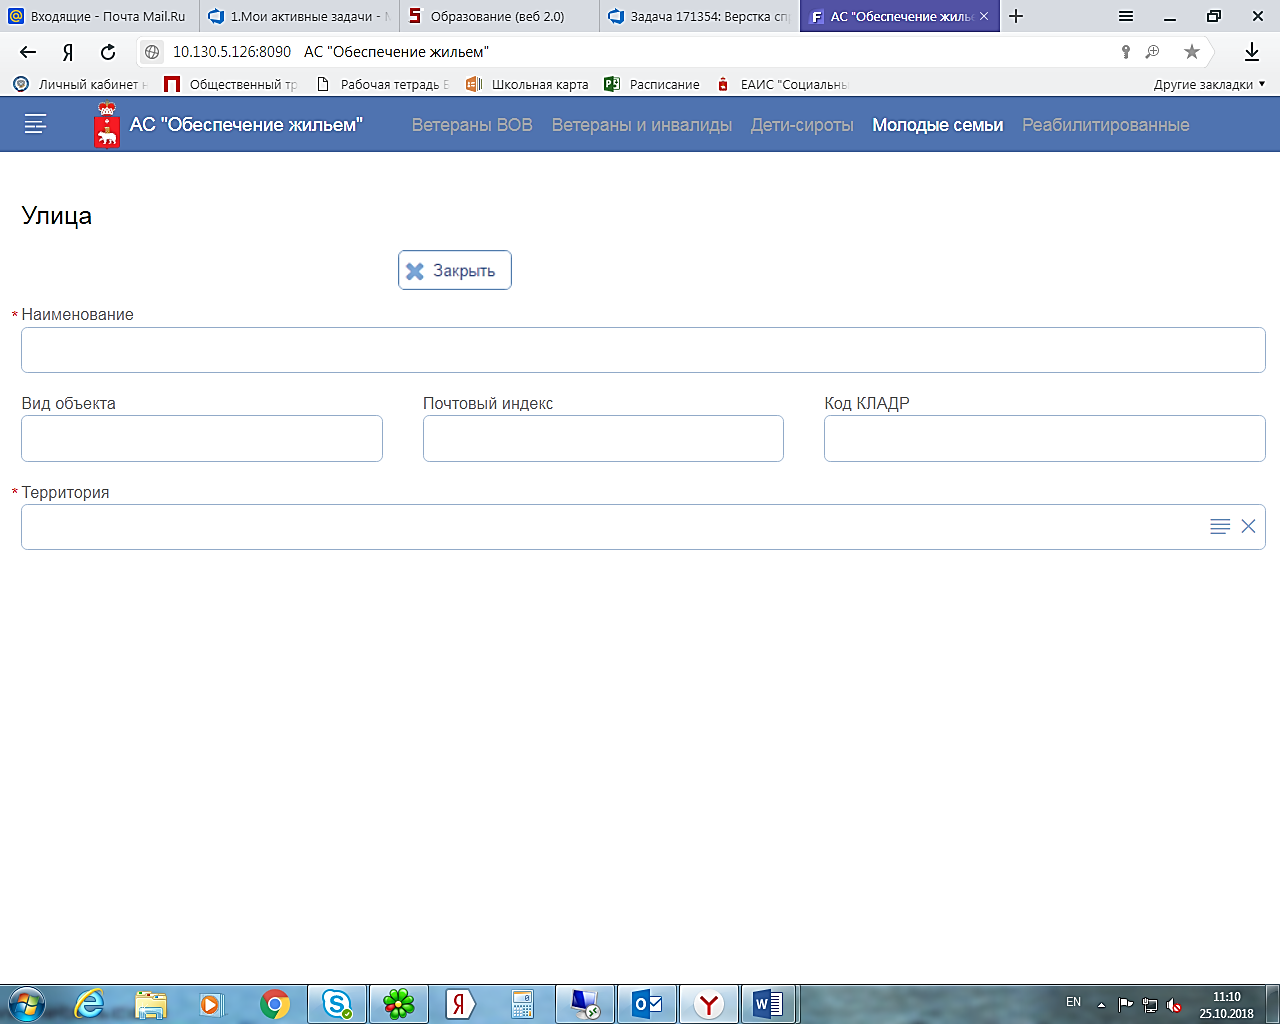 Входящие - Почта Mail.Ru
1.Мои активные задачи -
Образование (веб 2.0)
Задача 171354: Верстка спр
АС "Обеспечение жилье
10.130.5.126:8090 АС "Обеспечение жильем"
Личный кабинет
Общественный тр
Рабочая тетрадь
Школьная карта
Расписание
ЕАИС "Социальны
Другие закладки
АС "Обеспечение жильем"
Ветераны ВОВ
Ветераны и инвалиды
Дети-сироты
Молодые семьи
Реабилитированные
Улица
Закрыть
* Наименование
Вид объекта
Почтовый индекс
Код КЛАДР
* Территория
EN
11:10
25.10.2018